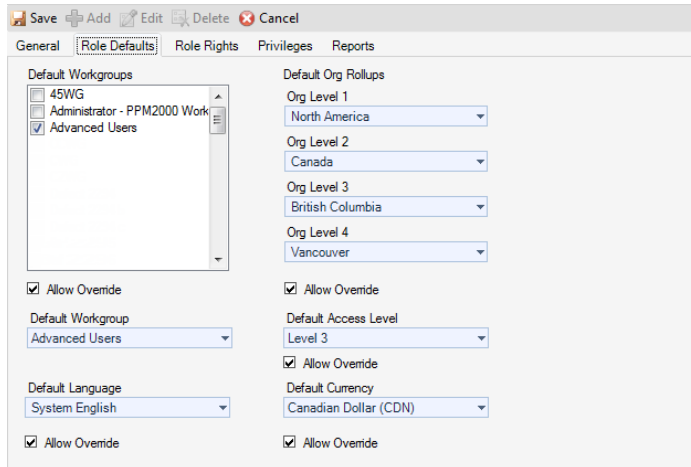 Save Add Edit Delete Cancel
General Role Defaults Role Rights Privileges Reports
Default Workgroups
45WG
Administrator - PPM2000 Work
Advanced Users
Allow Override
Default Workgroup
Advanced Users
Default Language
System English
Allow Override
Default Org Rollups
Org Level 1
North America
Org Level 2
Canada
Org Level 3
British Columbia
Org Level 4
Vancouver
Allow Override
Default Access Level
Level 3
Allow Override
Default Currency
Canadian Dollar (CDN)
Allow Override